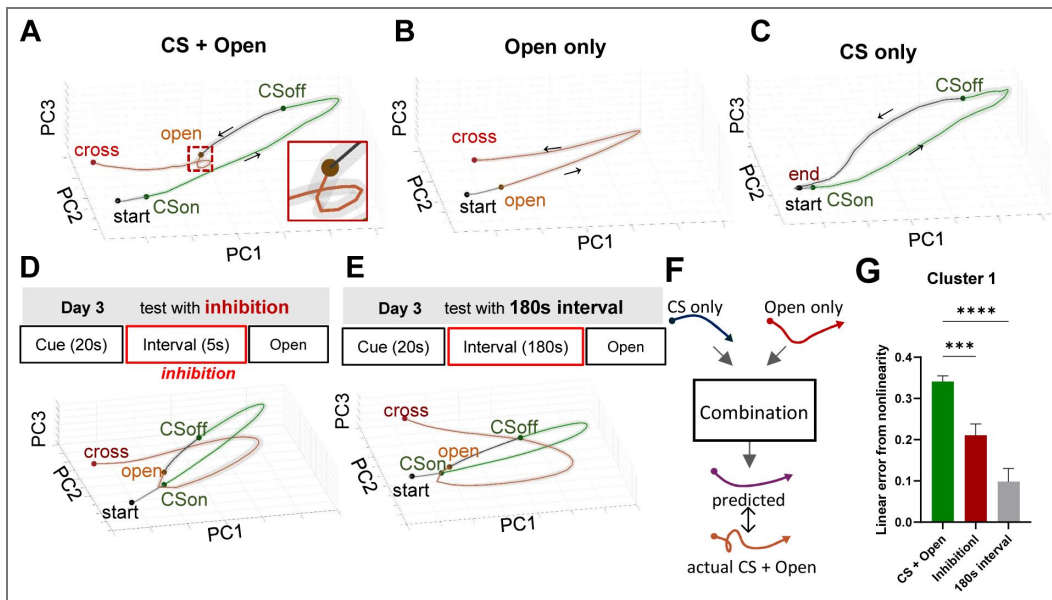 A
CS + Open
PC3
PC2
PC1
CSoff
open
cross
start
CSon
B
Open only
PC3
PC2
PC1
cross
start
open
C
CS only
PC3
PC2
PC1
CSoff
end
start
CSon
D
Day 3 test with inhibition
Cue (20s) Interval (5s) Open
inhibition
PC3
PC2
PC1
CSoff
cross
open
CSon
start
E
Day 3 test with 180s interval
Cue (20s) Interval (180s) Open
PC3
PC2
PC1
cross
CSoff
open
CSon
start
F
CS only Open only
Combination
predicted
actual CS + Open
G
Cluster 1
****
***
Linear error from nonlinearity
0.4
0.3
0.2
0.1
0.0
CS + Open
Inhibitionl
180s interval